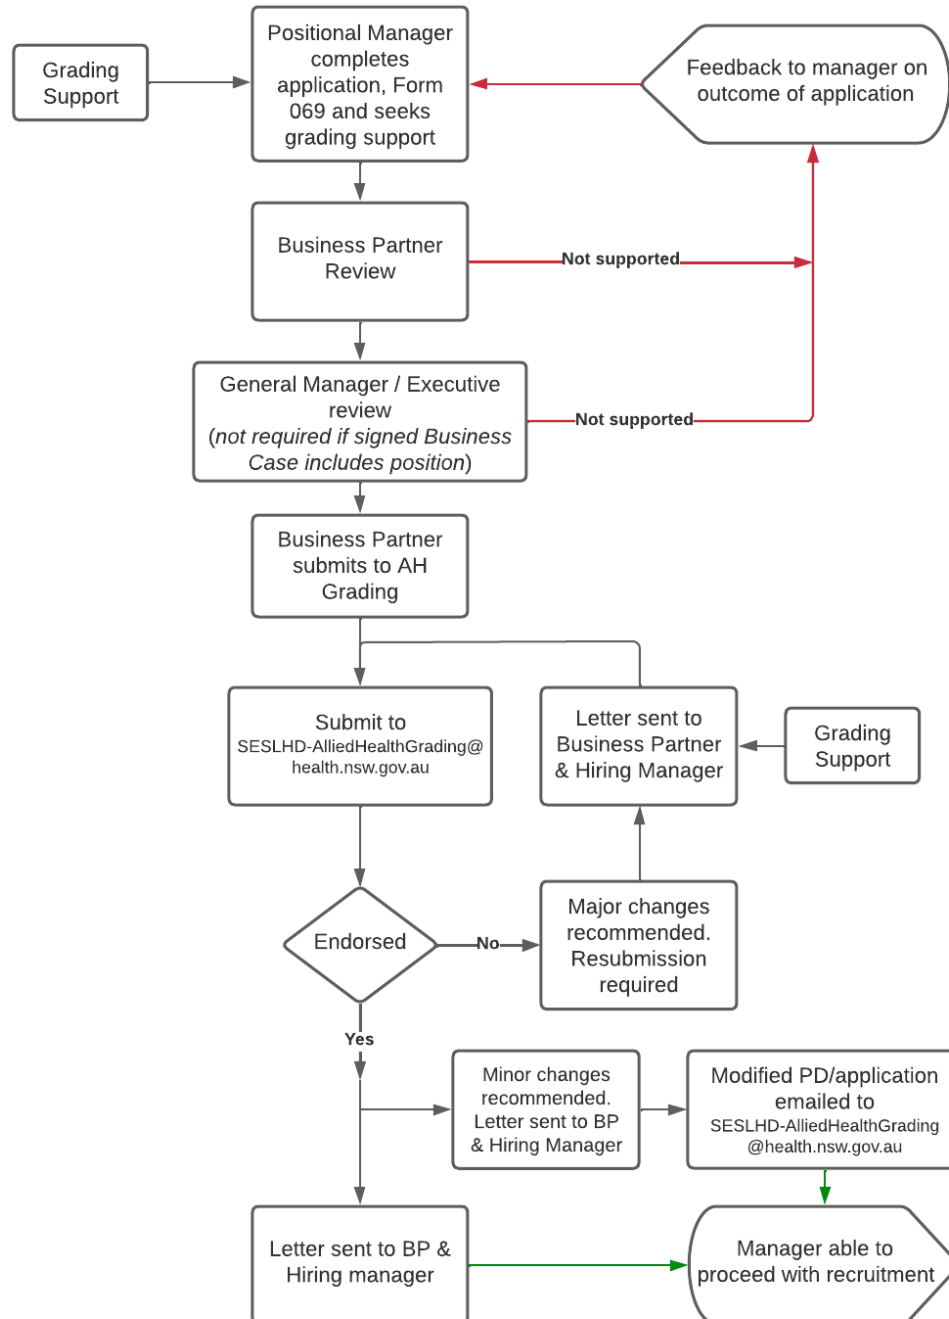 Positional Manager
completes
application, Form
069 and seeks
grading support
Grading
Support
Feedback to manager on
outcome of application
Business Partner
Review
Not supported
General Manager / Executive
review
(not required if signed Business
Case includes position)
Not supported
Business Partner
submits to AH
Grading
Submit to
SESLHD-AlliedHealthGrading@
health.nsw.gov.au
Letter sent to
Business Partner
& Hiring Manager
Grading
Support
Endorsed
No
Major changes
recommended.
Resubmission
required
Yes
Minor changes
recommended.
Letter sent to BP
& Hiring Manager
Modified PD/application
emailed to
SESLHD-AlliedHealthGrading
@health.nsw.gov.au
Letter sent to BP &
Hiring manager
Manager able to
proceed with recruitment